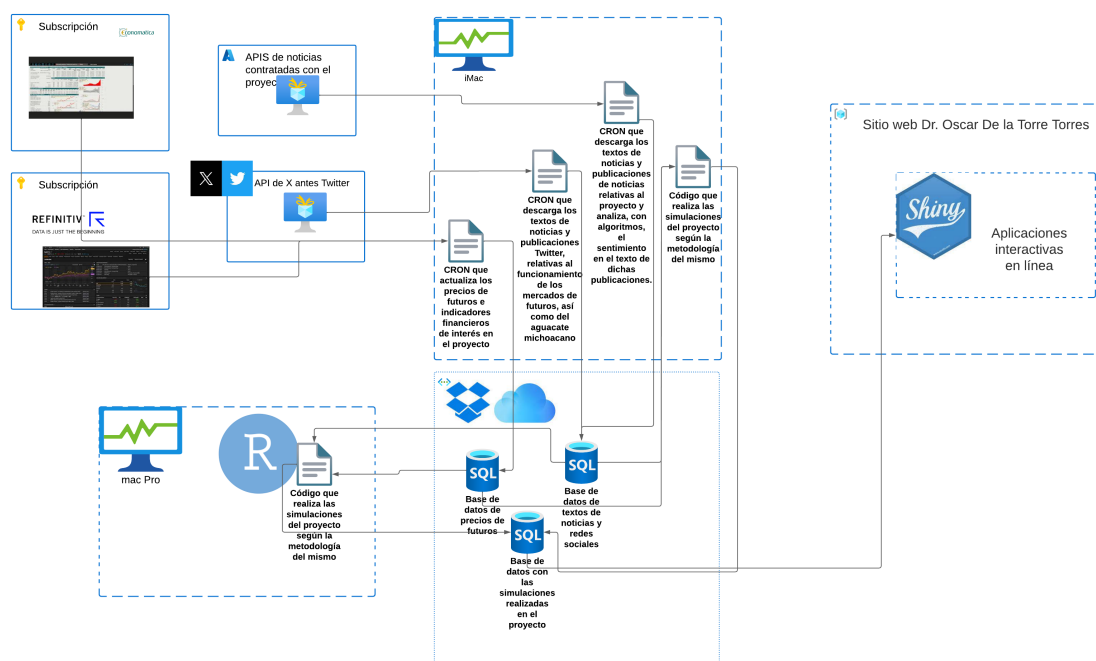 Subscripción
economatica
Subscripción
REFINITIV
DATA IS JUST THE BEGINNING
APIS de noticias
contratadas con el
proyec
API de X antes Twitter
iMac
CRON que
actualiza los
precios de
futuros e
indicadores
financieros
de interés en
el proyecto
CRON que
descarga los
textos de
noticias y
publicaciones
Twitter,
relativas al
funcionamiento
de los
mercados de
futuros, así
como del
aguacate
michoacano
CRON que
descarga los
textos de
noticias y
publicaciones
de noticias
relativas al
proyecto y
analiza, con
algoritmos,
el
sentimiento
en el texto de
dichas
publicaciones.
Código que
realiza las
simulaciones
del proyecto
según la
metodología
del mismo
Sitio web Dr. Oscar De la Torre Torres
Shiny
Aplicaciones
interactivas
en línea
mac Pro
R
Código que
realiza las
simulaciones
del proyecto
según la
metodología
del mismo
SQL
Base de
datos de
precios de
futuros
SQL
Base de
datos de
textos de
noticias y
redes
sociales
SQL
Base de
datos con
las
simulaciones
realizadas
en el
proyecto